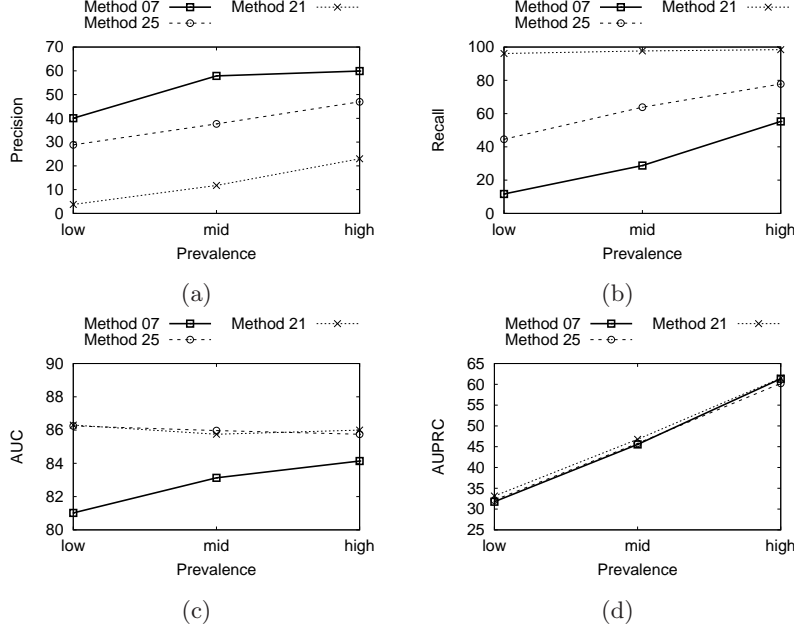 Method 07 Method 21
Method 25
70
60
50
40
30
20
10
0
Precision
low mid high
Prevalence
(a)
Method 07 Method 21
Method 25
100
80
60
40
20
0
Recall
low mid high
Prevalence
(b)
Method 07 Method 21
Method 25
90
88
86
84
82
80
AUC
low mid high
Prevalence
(c)
Method 07 Method 21
Method 25
65
60
55
50
45
40
35
30
25
AUPRC
low mid high
Prevalence
(d)